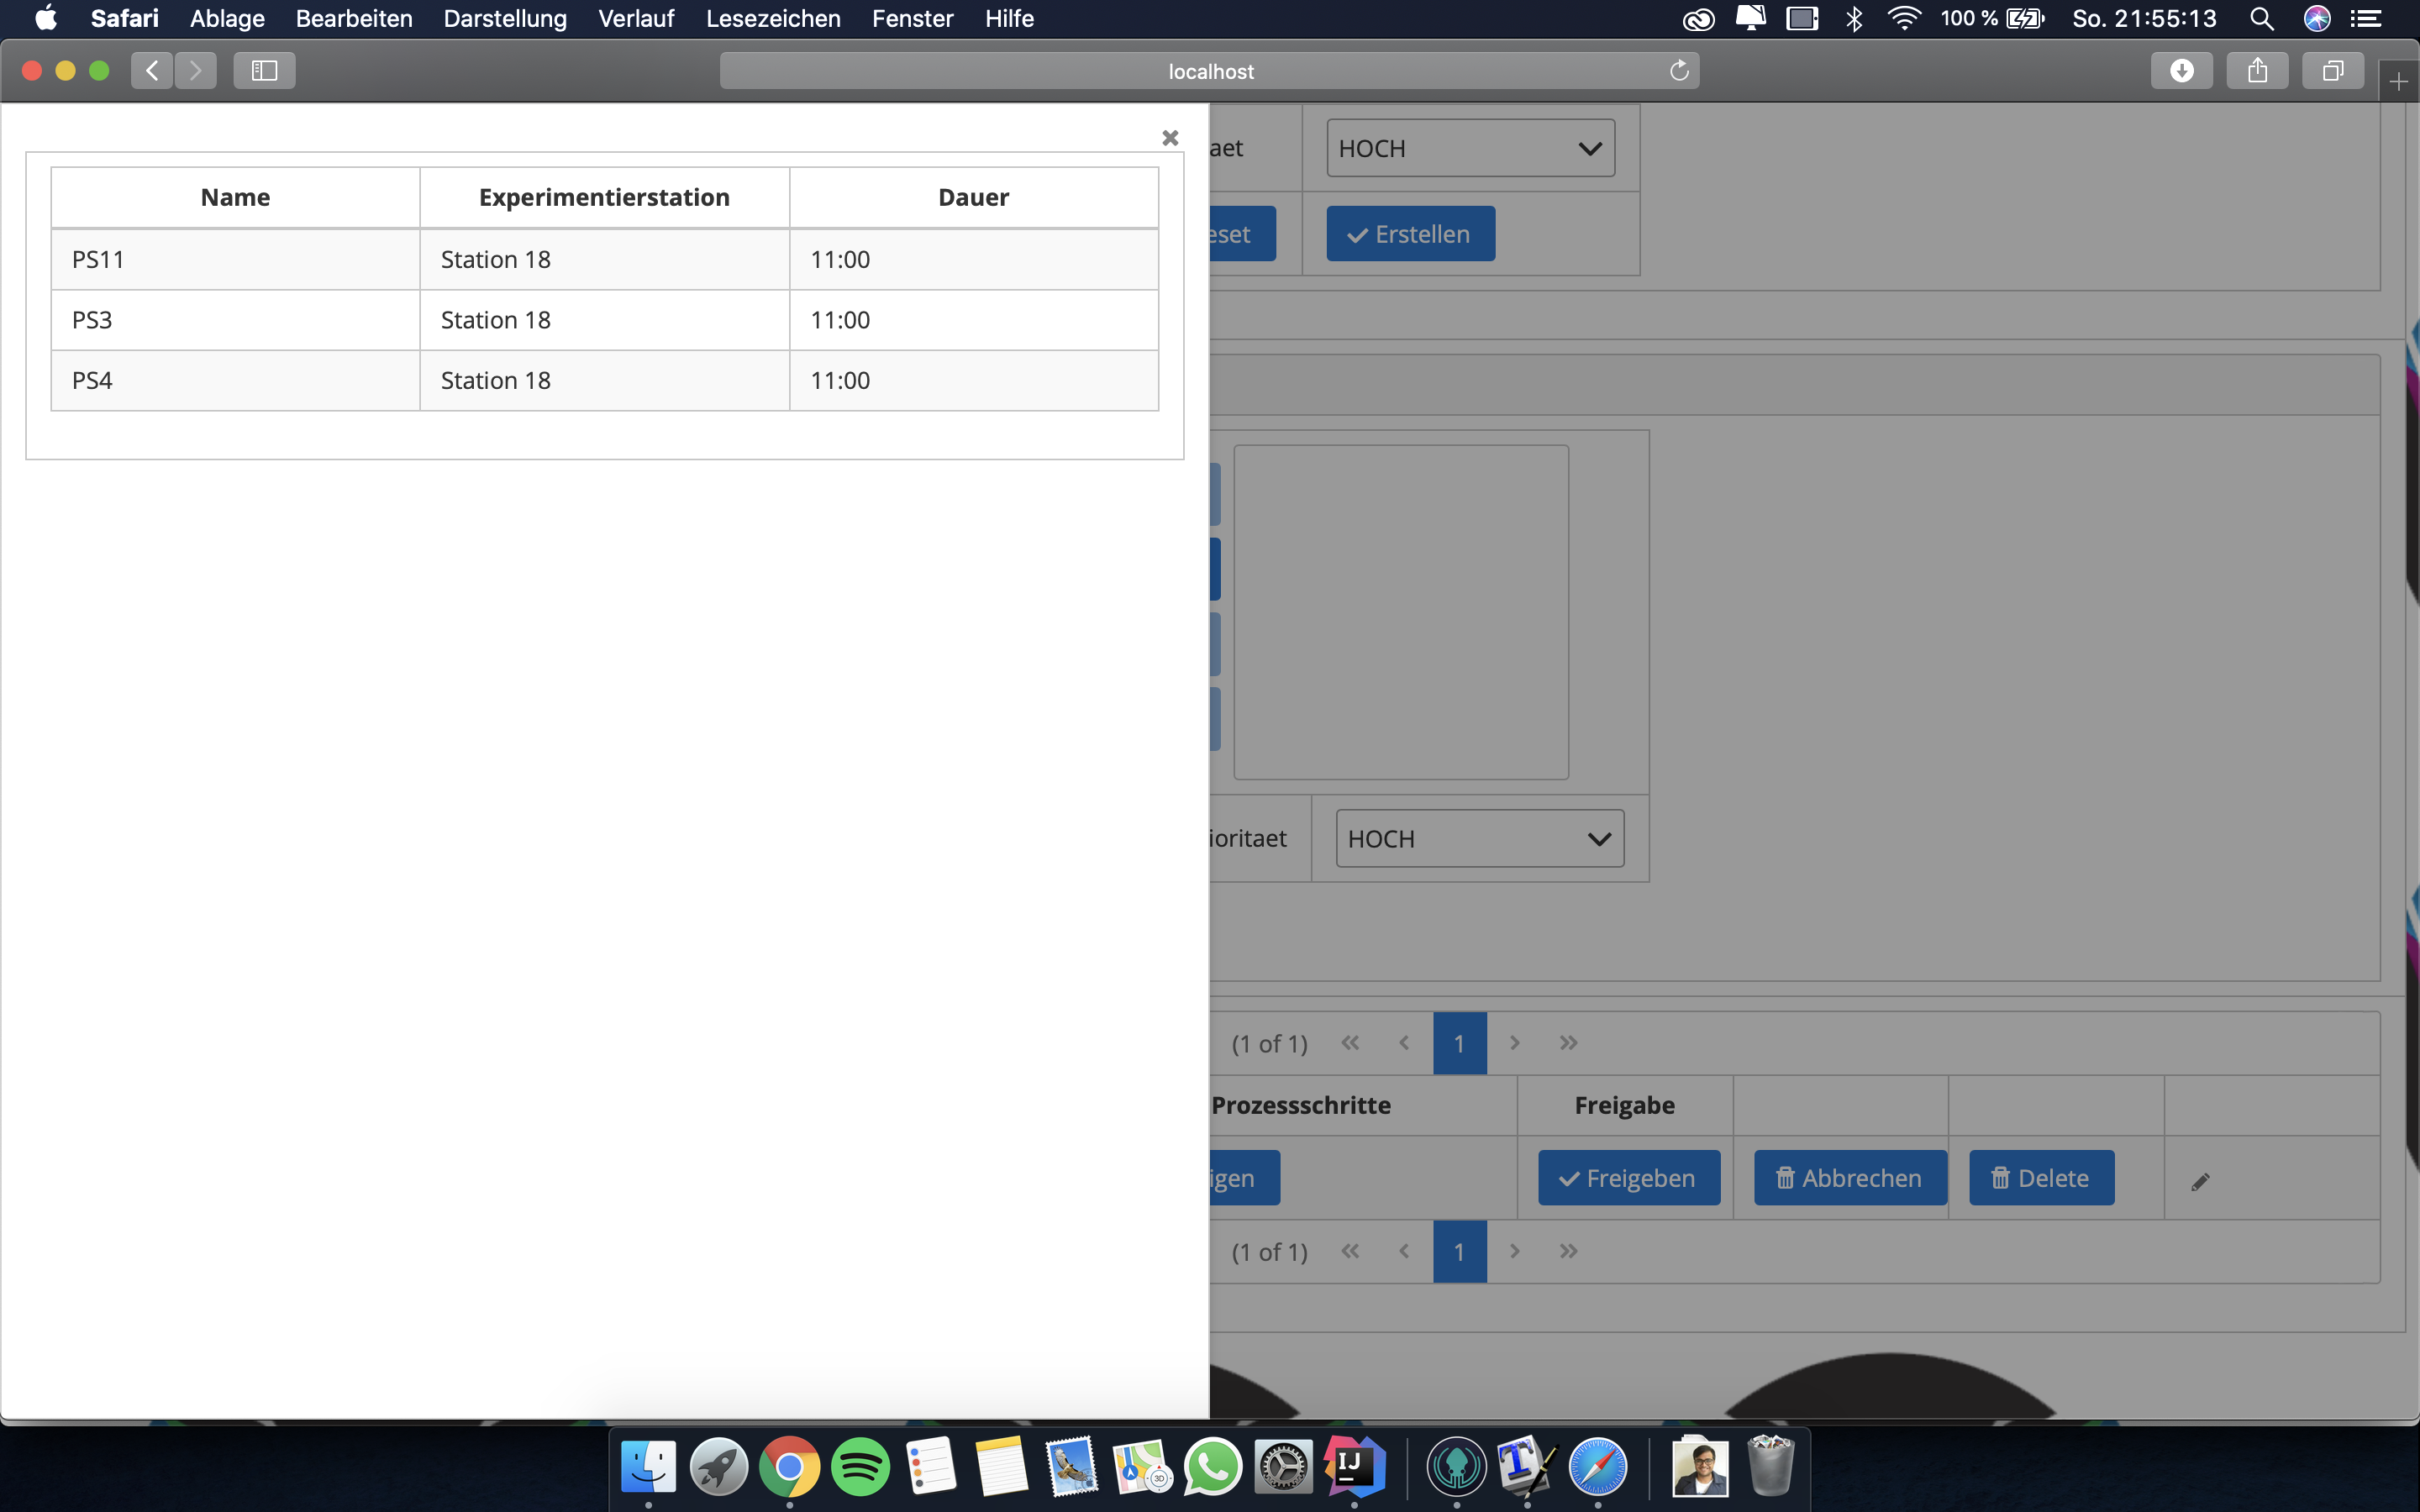 Safari Ablage Bearbeiten Darstellung Verlauf Lesezeichen Fenster Hilfe 100 % So. 21:55:13
localhost
Name Experimentierstation Dauer
PS11 Station 18 11:00
PS3 Station 18 11:00
PS4 Station 18 11:00
aet HOCH
eset Erstellen
ioritaet HOCH
(1 of 1) 1
Prozessschritte Freigabe
igen Freigeben Abbrechen Delete
(1 of 1) 1
3D IJ T